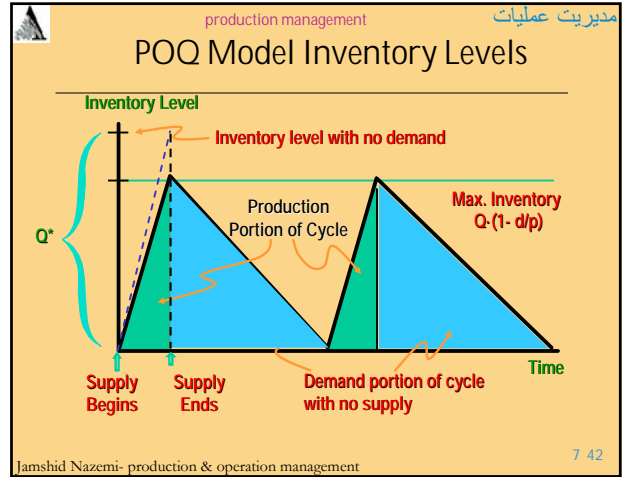 production management
مدیریت عملیات
POQ Model Inventory Levels
Inventory Level
Inventory level with no demand
Production
Portion of Cycle
Max. Inventory
Q·(1- d/p)
Q*
Time
Supply
Begins
Supply
Ends
Demand portion of cycle
with no supply
7 42
Jamshid Nazemi- production & operation management